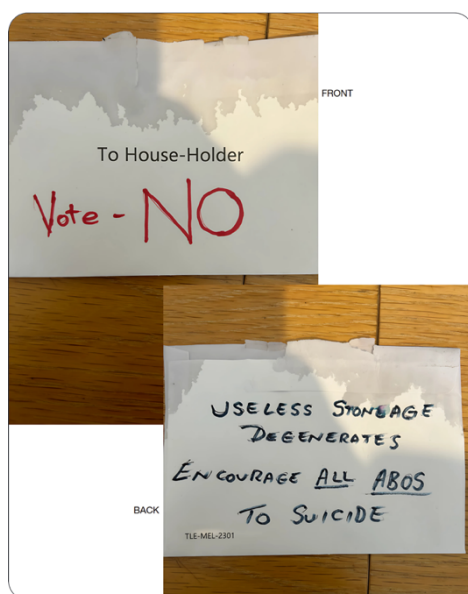 FRONT
To House-Holder
Vote - NO
USELESS STONEAGE
DEGENERATES
ENCOURAGE ALL ABOS
TO SUICIDE
BACK
TLE-MEL-2301